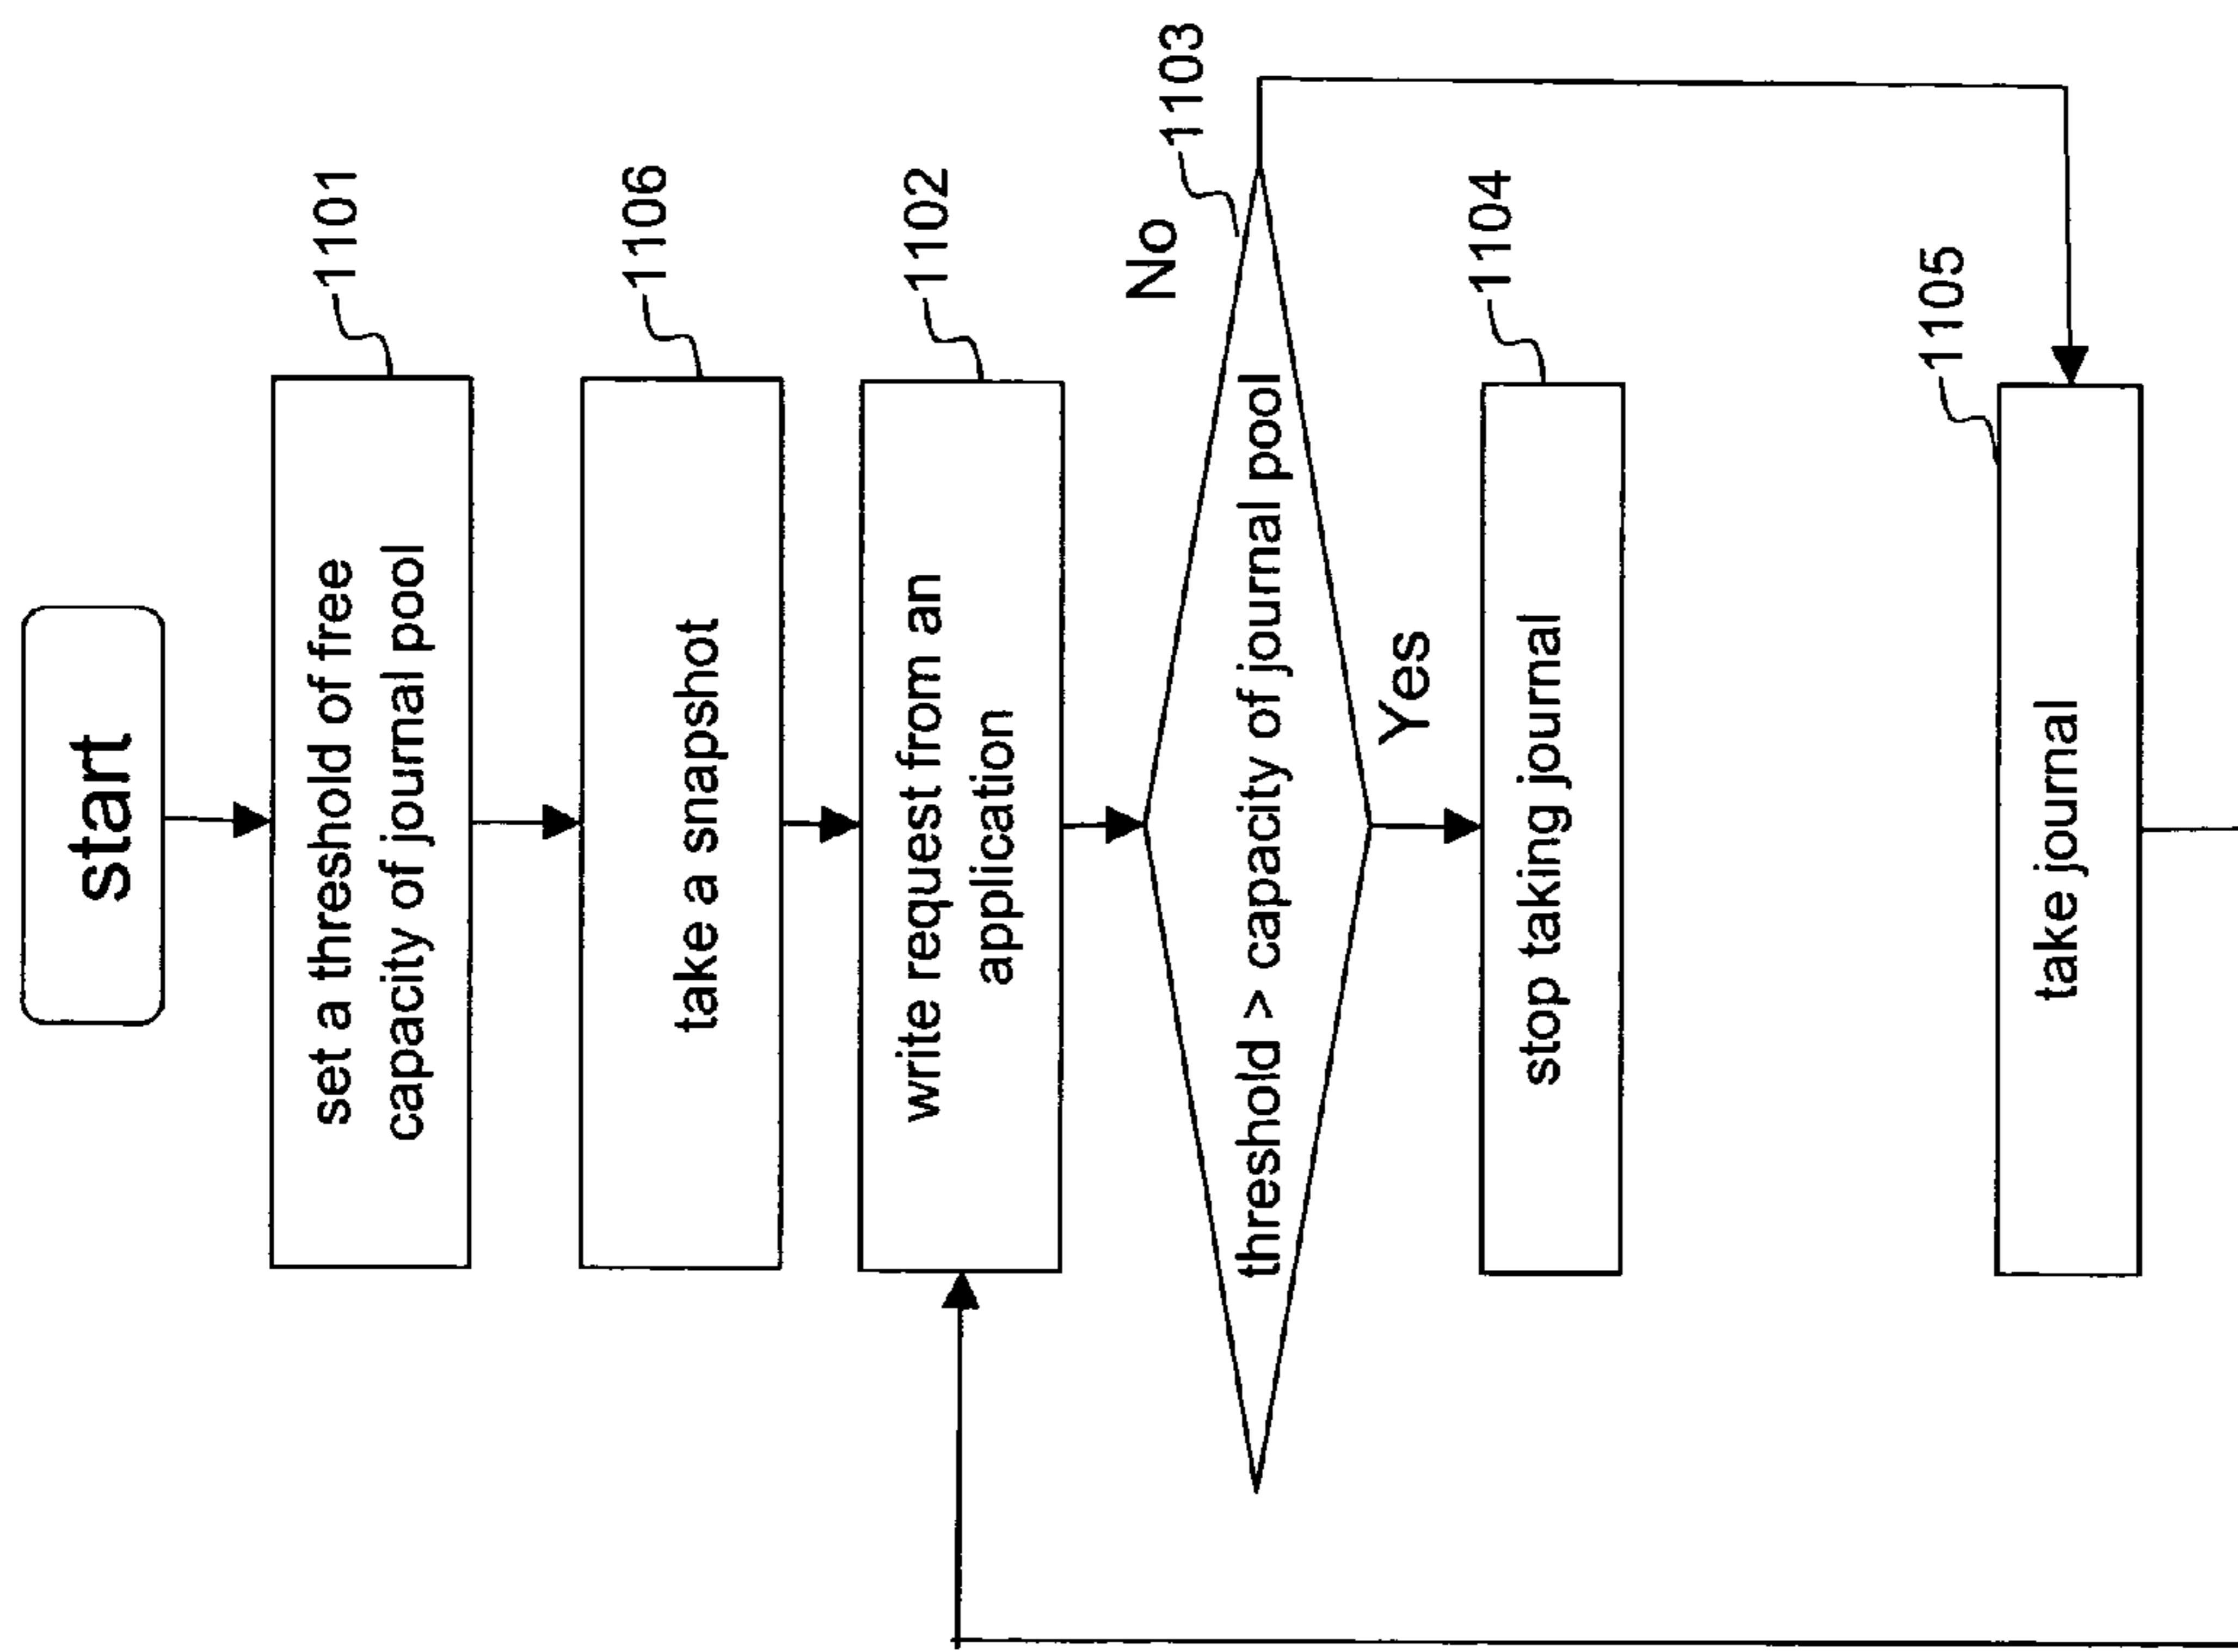 start
set a threshold of free
capacity of journal pool
1101
take a snapshot
1106
write request from an
application
1102
threshold > capacity of journal pool
1103
No
Yes
stop taking journal
1104
take journal
1105